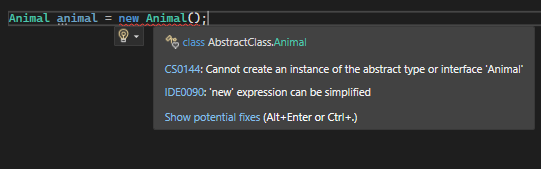 Animal animal = new Animal();
class AbstractClass.Animal
CS0144: Cannot create an instance of the abstract type or interface 'Animal'
IDE0090: 'new' expression can be simplified
Show potential fixes (Alt+Enter or Ctrl+.)